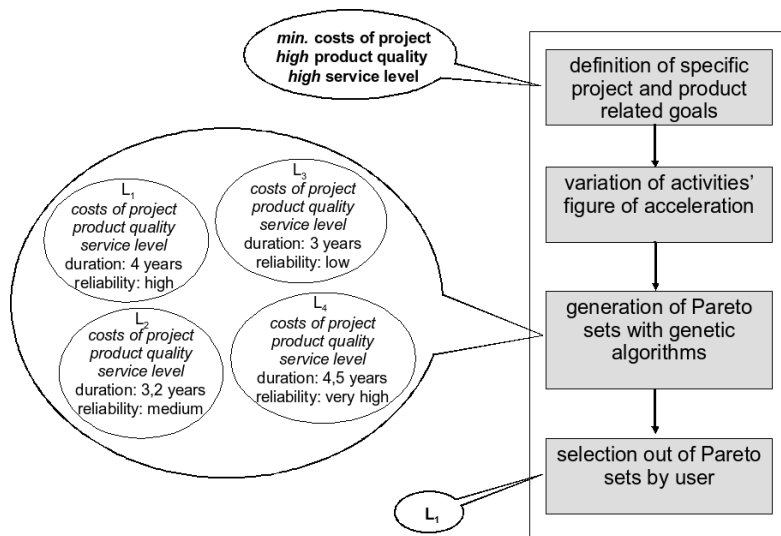 min. costs of project
high product quality
high service level
definition of specific
project and product
related goals
variation of activities'
figure of acceleration
generation of Pareto
sets with genetic
algorithms
selection out of Pareto
sets by user
L1
costs of project
product quality
service level
duration: 4 years
reliability: high
L3
costs of project
product quality
service level
duration: 3 years
reliability: low
L2
costs of project
product quality
service level
duration: 3,2 years
reliability: medium
L4
costs of project
product quality
service level
duration: 4,5 years
reliability: very high
L1